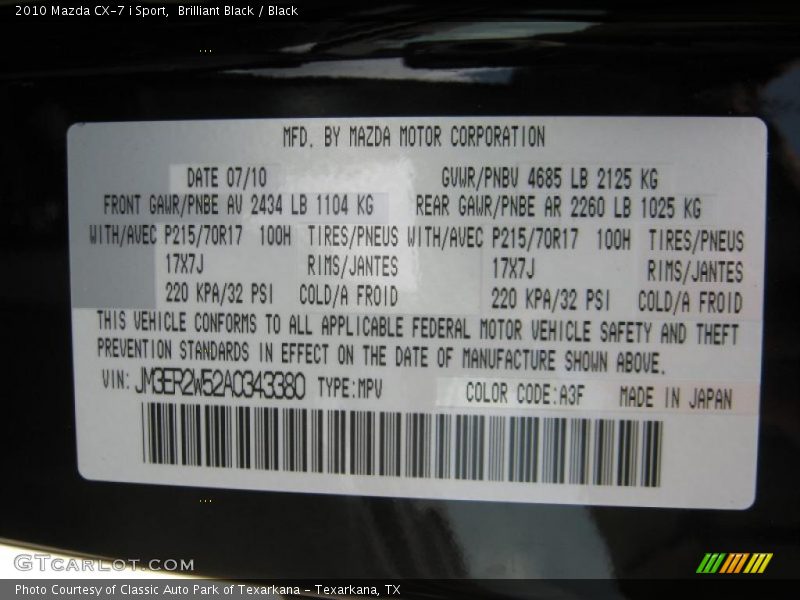 2010 Mazda CX-7 i Sport, Brilliant Black / Black
MFD. BY MAZDA MOTOR CORPORATION
DATE 07/10 GVWR/PNBV 4685 LB 2125 KG
FRONT GAWR/PNBE AV 2434 LB 1104 KG REAR GAWR/PNBE AR 2260 LB 1025 KG
WITH/AVEC P215/70R17 100H TIRES/PNEUS WITH/AVEC P215/70R17 100H TIRES/PNEUS
17X7J RIMS/JANTES 17X7J RIMS/JANTES
220 KPA/32 PSI COLD/A FROID 220 KPA/32 PSI COLD/A FROID
THIS VEHICLE CONFORMS TO ALL APPLICABLE FEDERAL MOTOR VEHICLE SAFETY AND THEFT
PREVENTION STANDARDS IN EFFECT ON THE DATE OF MANUFACTURE SHOWN ABOVE.
VIN: JM3ER2W52A0343380 TYPE:MPV COLOR CODE:A3F MADE IN JAPAN
GTCARLOT.COM
Photo Courtesy of Classic Auto Park of Texarkana - Texarkana, TX